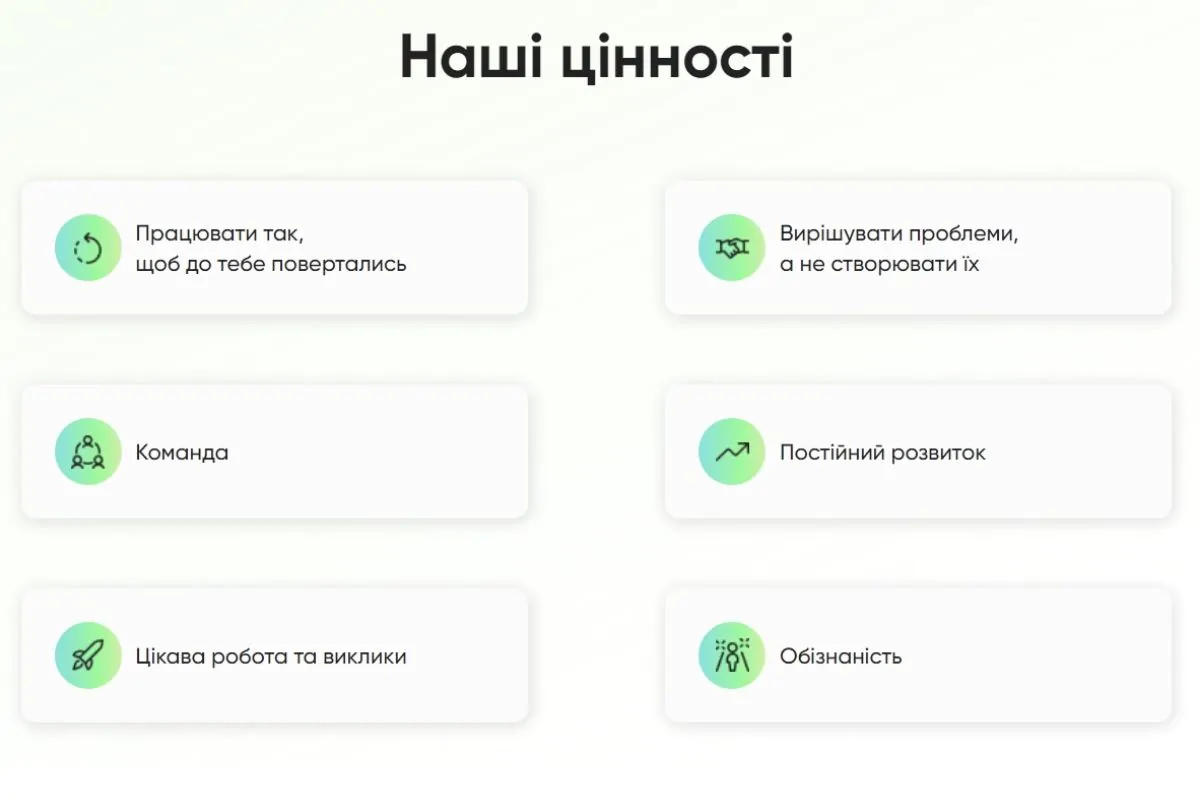 Наші цінності
Працювати так,
щоб до тебе повертались
Вирішувати проблеми,
а не створювати їх
Команда
Постійний розвиток
Цікава робота та виклики
Обізнаність